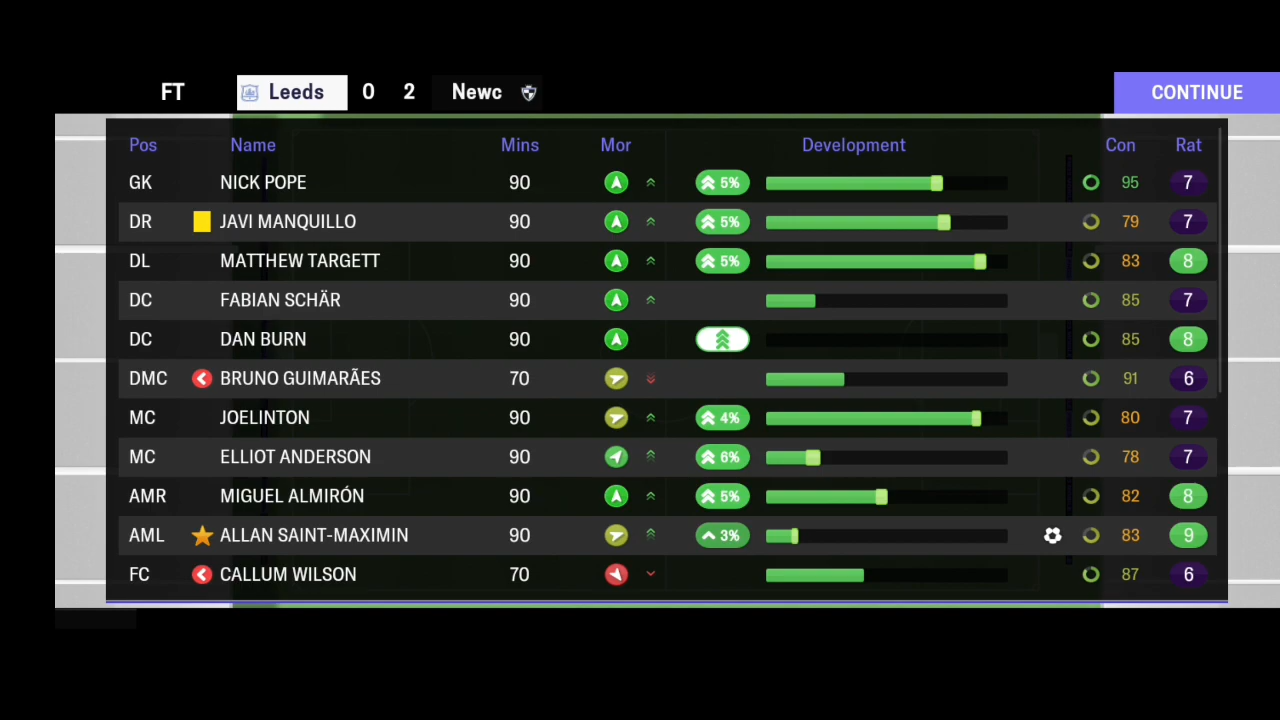 FT Leeds 0 2 Newc CONTINUE
Pos Name Mins Mor Development Con Rat
GK NICK POPE 90 5% 95 7
DR JAVI MANQUILLO 90 5% 79 7
DL MATTHEW TARGETT 90 5% 83 8
DC FABIAN SCHÄR 90 85 7
DC DAN BURN 90 85 8
DMC BRUNO GUIMARÃES 70 91 6
MC JOELINTON 90 4% 80 7
MC ELLIOT ANDERSON 90 6% 78 7
AMR MIGUEL ALMIRÓN 90 5% 82 8
AML ALLAN SAINT-MAXIMIN 90 3% 83 9
FC CALLUM WILSON 70 87 6